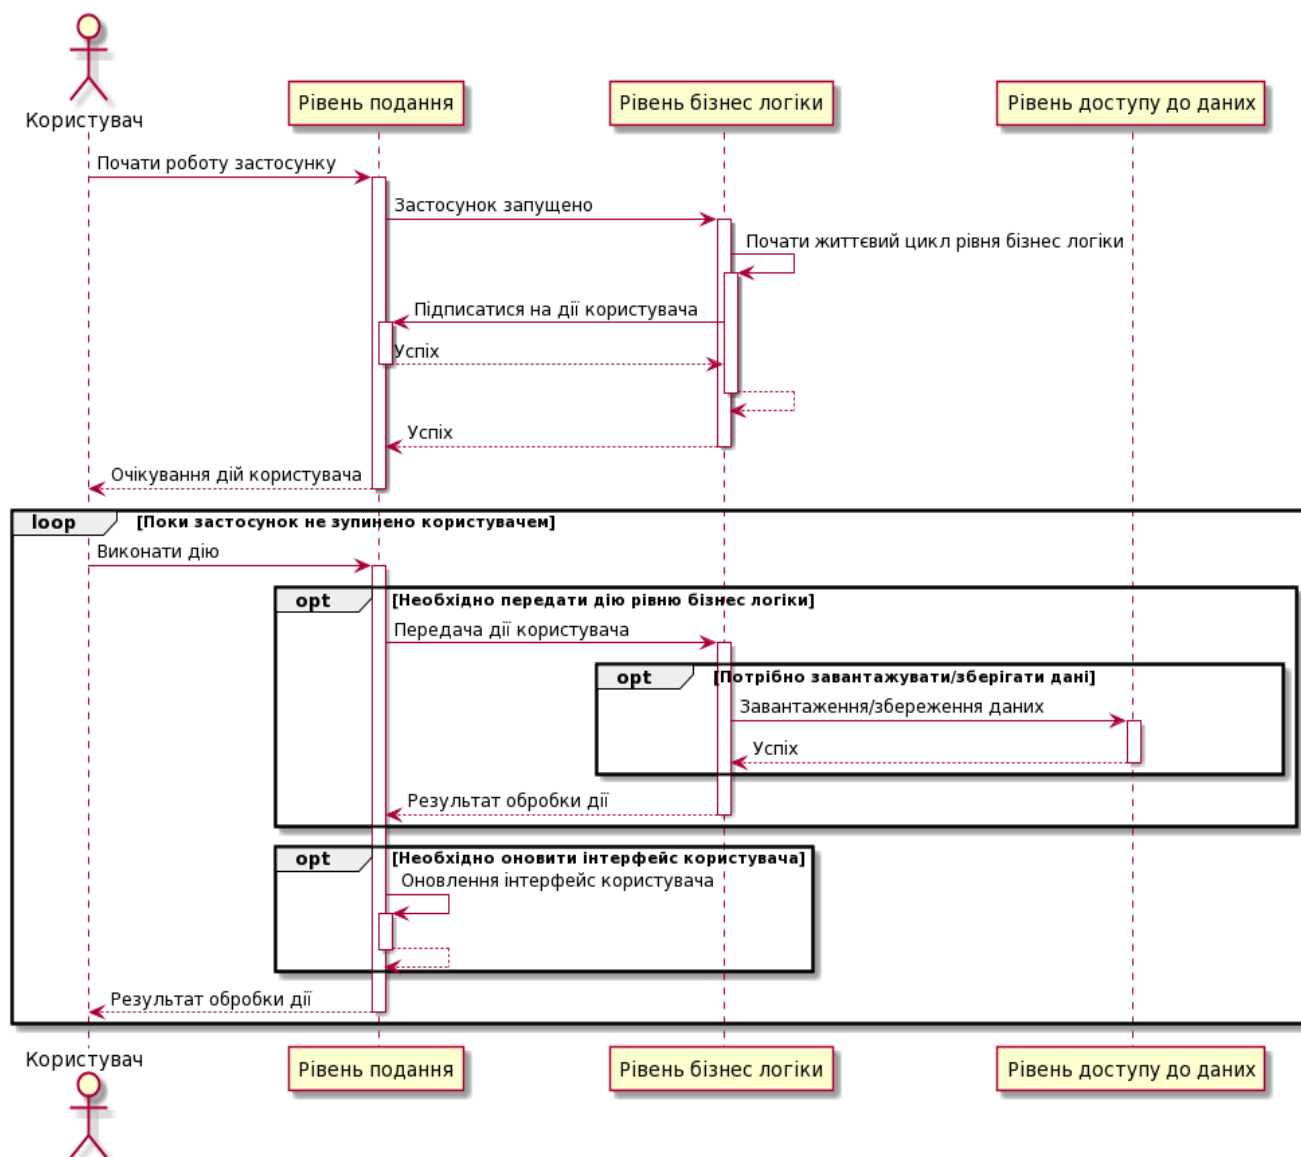 Користувач
Рівень подання
Рівень бізнес логіки
Рівень доступу до даних
Почати роботу застосунку
Застосунок запущено
Почати життєвий цикл рівня бізнес логіки
Підписатися на дії користувача
Успіх
Успіх
Очікування дій користувача
loop [Поки застосунок не зупинено користувачем]
Виконати дію
opt [Необхідно передати дію рівню бізнес логіки]
Передача дії користувача
opt [Потрібно завантажувати/зберігати дані]
Завантаження/збереження даних
Успіх
Результат обробки дії
opt [Необхідно оновити інтерфейс користувача]
Оновлення інтерфейс користувача
Результат обробки дії
Користувач
Рівень подання
Рівень бізнес логіки
Рівень доступу до даних